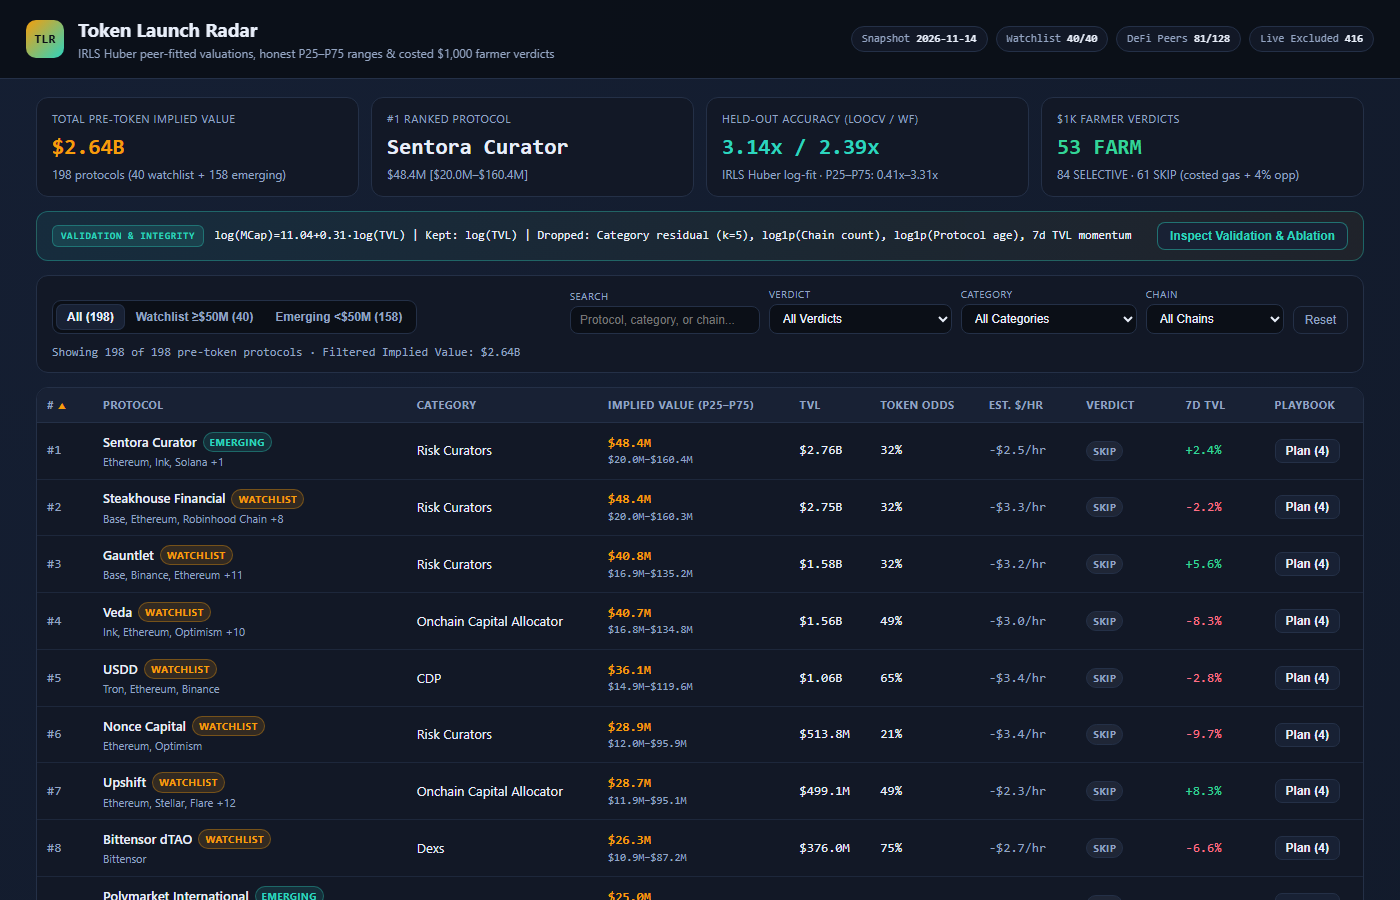 TLR
Token Launch Radar
IRLS Huber peer-fitted valuations, honest P25–P75 ranges & costed $1,000 farmer verdicts
Snapshot 2026-11-14
Watchlist 40/40
DeFi Peers 81/128
Live Excluded 416
TOTAL PRE-TOKEN IMPLIED VALUE
$2.64B
198 protocols (40 watchlist + 158 emerging)
#1 RANKED PROTOCOL
Sentora Curator
$48.4M [$20.0M–$160.4M]
HELD-OUT ACCURACY (LOOCV / WF)
3.14x / 2.39x
IRLS Huber log-fit · P25–P75: 0.41x–3.31x
$1K FARMER VERDICTS
53 FARM
84 SELECTIVE · 61 SKIP (costed gas + 4% opp)
VALIDATION & INTEGRITY
log(MCap)=11.04+0.31·log(TVL) | Kept: log(TVL) | Dropped: Category residual (k=5), log1p(Chain count), log1p(Protocol age), 7d TVL momentum
Inspect Validation & Ablation
All (198)
Watchlist ≥$50M (40)
Emerging <$50M (158)
SEARCH
Protocol, category, or chain...
VERDICT
All Verdicts
CATEGORY
All Categories
CHAIN
All Chains
Reset
Showing 198 of 198 pre-token protocols · Filtered Implied Value: $2.64B
# ▲ PROTOCOL CATEGORY IMPLIED VALUE (P25–P75) TVL TOKEN ODDS EST. $/HR VERDICT 7D TVL PLAYBOOK
#1 Sentora Curator EMERGING Risk Curators $48.4M $2.76B 32% -$2.5/hr SKIP +2.4% Plan (4)
Ethereum, Ink, Solana +1 $20.0M–$160.4M
#2 Steakhouse Financial WATCHLIST Risk Curators $48.4M $2.75B 32% -$3.3/hr SKIP -2.2% Plan (4)
Base, Ethereum, Robinhood Chain +8 $20.0M–$160.3M
#3 Gauntlet WATCHLIST Risk Curators $40.8M $1.58B 32% -$3.2/hr SKIP +5.6% Plan (4)
Base, Binance, Ethereum +11 $16.9M–$135.2M
#4 Veda WATCHLIST Onchain Capital Allocator $40.7M $1.56B 49% -$3.0/hr SKIP -8.3% Plan (4)
Ink, Ethereum, Optimism +10 $16.8M–$134.8M
#5 USDD WATCHLIST CDP $36.1M $1.06B 65% -$3.4/hr SKIP -2.8% Plan (4)
Tron, Ethereum, Binance $14.9M–$119.6M
#6 Nonce Capital WATCHLIST Risk Curators $28.9M $513.8M 21% -$3.4/hr SKIP -9.7% Plan (4)
Ethereum, Optimism $12.0M–$95.9M
#7 Upshift WATCHLIST Onchain Capital Allocator $28.7M $499.1M 49% -$2.3/hr SKIP +8.3% Plan (4)
Ethereum, Stellar, Flare +12 $11.9M–$95.1M
#8 Bittensor dTAO WATCHLIST Dexs $26.3M $376.0M 75% -$2.7/hr SKIP -6.6% Plan (4)
Bittensor $10.9M–$87.2M
Polymarket International EMERGING $25.0M